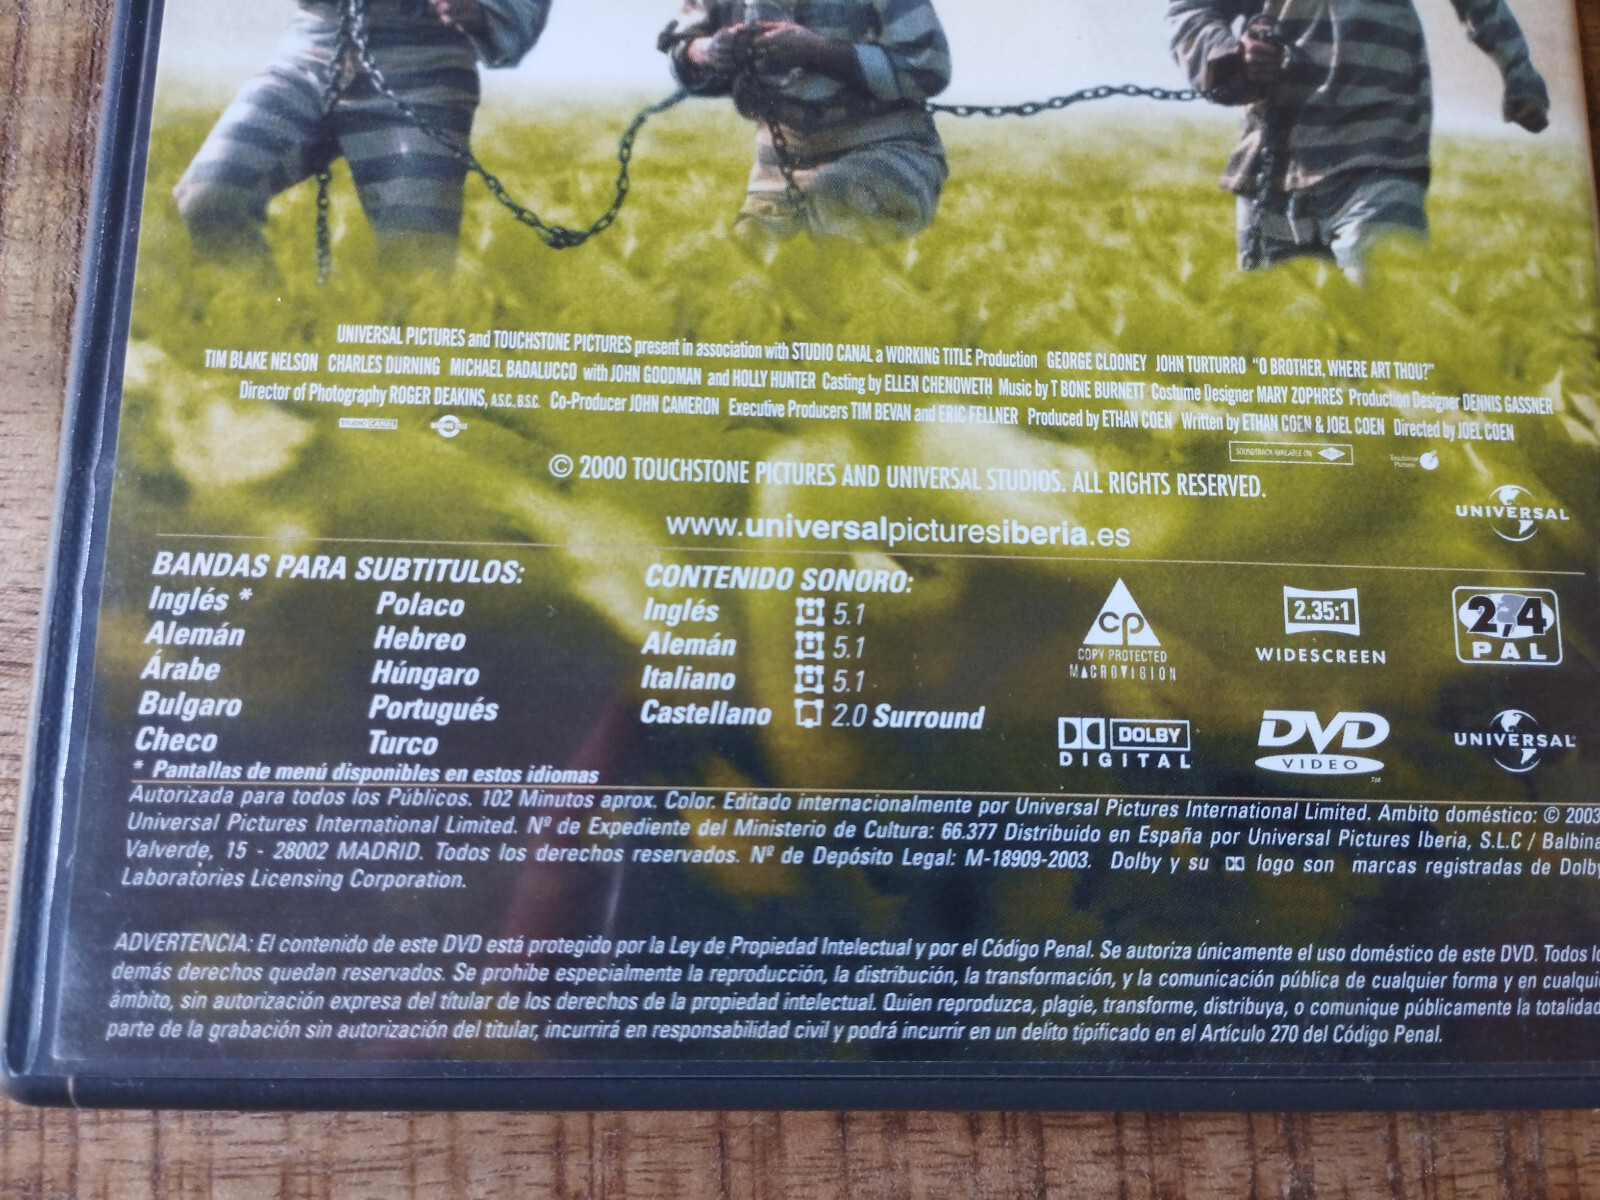 UNIVERSAL PICTURES and TOUCHSTONE PICTURES present in association with STUDIO CANAL a WORKING TITLE Production GEORGE CLOONEY JOHN TURTURRO "O BROTHER, WHERE ART THOU?"
TIM BLAKE NELSON CHARLES DURNING MICHAEL BADALUCCO with JOHN GOODMAN and HOLLY HUNTER Casting by ELLEN CHENOWETH Music by T BONE BURNETT Costume Designer MARY ZOPHRES Production Designer DENNIS GASSNER
Director of Photography ROGER DEAKINS, A.S.C. B.S.C. Co-Producer JOHN CAMERON Executive Producers TIM BEVAN and ERIC FELLNER Produced by ETHAN COEN Written by ETHAN COEN & JOEL COEN Directed by JOEL COEN
STUDIO CANAL WORKING TITLE SOUNDTRACK AVAILABLE ON Touchstone Pictures
© 2000 TOUCHSTONE PICTURES AND UNIVERSAL STUDIOS. ALL RIGHTS RESERVED.
UNIVERSAL
www.universalpicturesiberia.es
BANDAS PARA SUBTITULOS:
Inglés * Polaco
Alemán Hebreo
Árabe Húngaro
Bulgaro Portugués
Checo Turco
* Pantallas de menú disponibles en estos idiomas
CONTENIDO SONORO:
Inglés 5.1
Alemán 5.1
Italiano 5.1
Castellano 2.0 Surround
CP
COPY PROTECTED
MACROVISION
2.35:1
WIDESCREEN
2,4
PAL
DOLBY
DIGITAL
DVD
VIDEO
™
UNIVERSAL
Autorizada para todos los Públicos. 102 Minutos aprox. Color. Editado internacionalmente por Universal Pictures International Limited. Ambito doméstico: © 2003
Universal Pictures International Limited. Nº de Expediente del Ministerio de Cultura: 66.377 Distribuído en España por Universal Pictures Iberia, S.L.C / Balbina
Valverde, 15 - 28002 MADRID. Todos los derechos reservados. Nº de Depósito Legal: M-18909-2003. Dolby y su logo son marcas registradas de Dolby
Laboratories Licensing Corporation.
ADVERTENCIA: El contenido de este DVD está protegido por la Ley de Propiedad Intelectual y por el Código Penal. Se autoriza únicamente el uso doméstico de este DVD. Todos lo
demás derechos quedan reservados. Se prohibe especialmente la reproducción, la distribución, la transformación, y la comunicación pública de cualquier forma y en cualqui
ámbito, sin autorización expresa del títular de los derechos de la propiedad intelectual. Quien reproduzca, plagie, transforme, distribuya, o comunique públicamente la totalidad
parte de la grabación sin autorización del titular, incurrirá en responsabilidad civil y podrá incurrir en un delito tipificado en el Artículo 270 del Código Penal.